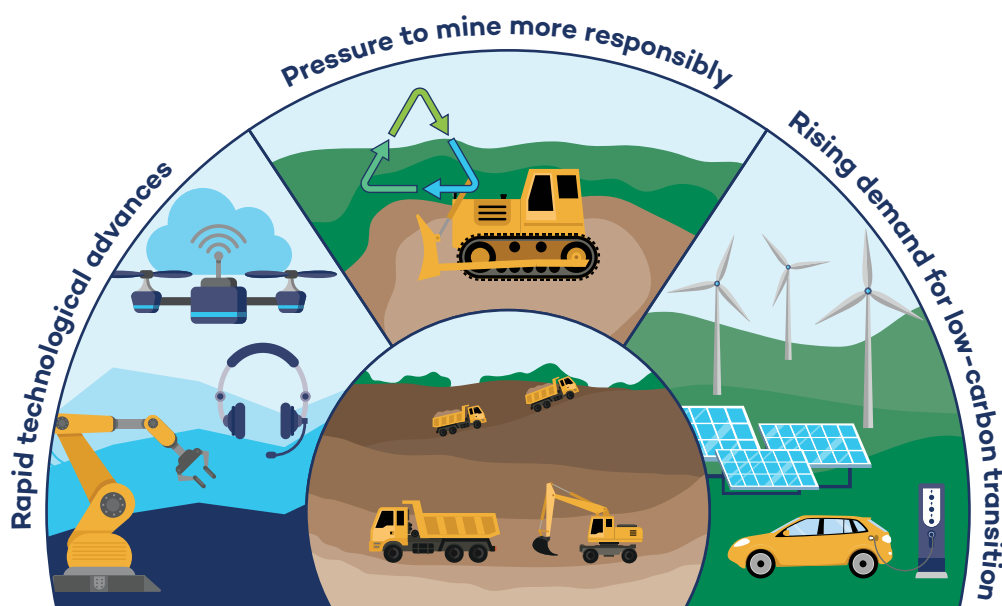 Rapid technological advances
Pressure to mine more responsibly
Rising demand for low-carbon transition